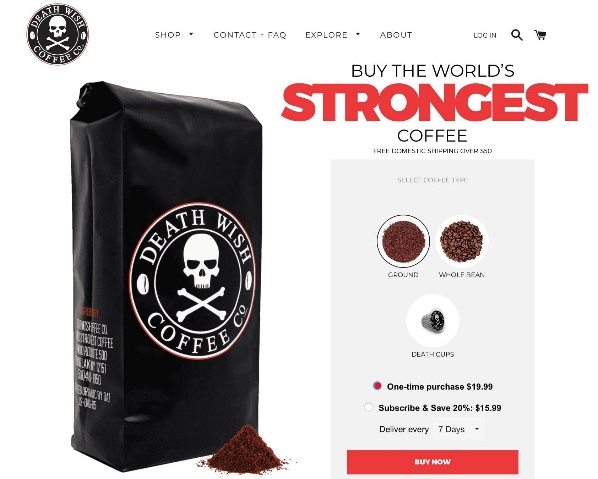 DEATH WISH
COFFEE CO.
SHOP
CONTACT + FAQ
EXPLORE
ABOUT
LOG IN
BUY THE WORLD'S
STRONGEST
COFFEE
FREE DOMESTIC SHIPPING OVER $50
SELECT COFFEE TYPE
GROUND
WHOLE BEAN
DEATH CUPS
One-time purchase $19.99
Subscribe & Save 20%: $15.99
Deliver every 7 Days
BUY NOW
DEATH WISH
COFFEE CO.